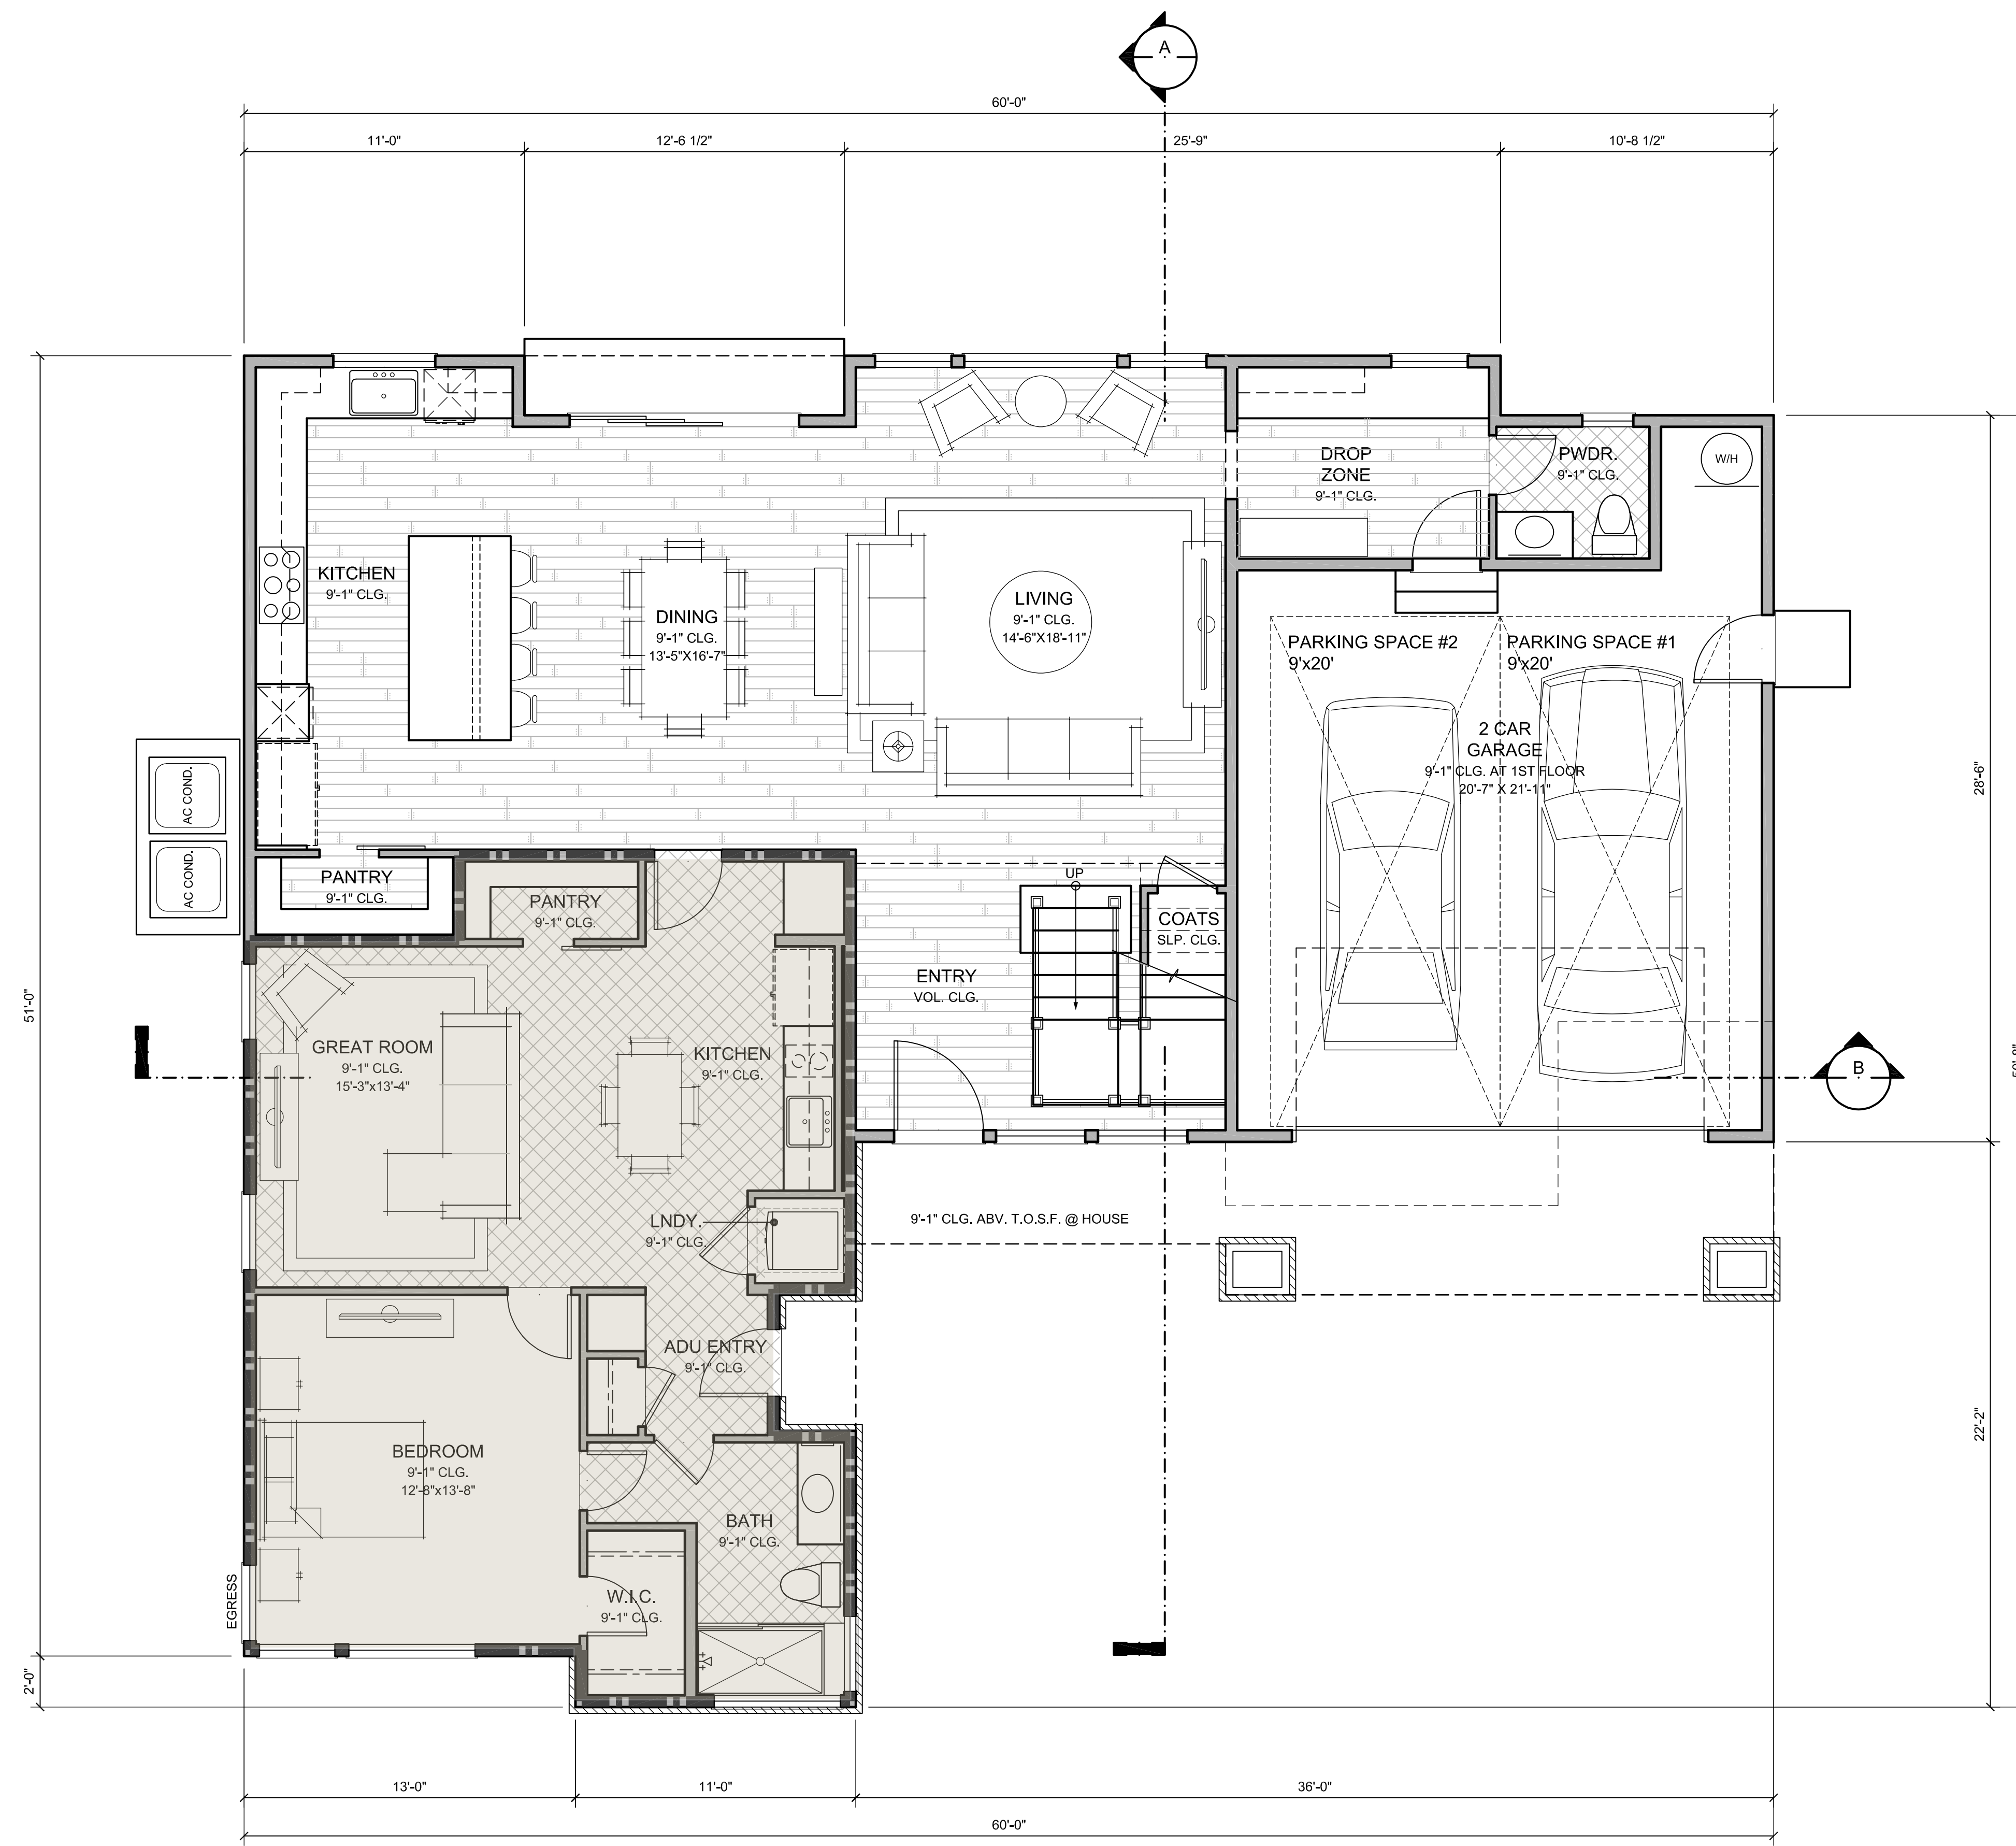 A
60'-0"
11'-0"
12'-6 1/2"
25'-9"
10'-8 1/2"
DROP
ZONE
9'-1" CLG.
PWDR.
9'-1" CLG.
W/H
KITCHEN
9'-1" CLG.
DINING
9'-1" CLG.
13'-5"X16'-7"
LIVING
9'-1" CLG.
14'-6"X18'-11"
PARKING SPACE #2
9'x20'
PARKING SPACE #1
9'x20'
2 CAR
GARAGE
9'-1" CLG. AT 1ST FLOOR
20'-7" X 21'-11"
28'-6"
AC COND.
AC COND.
PANTRY
9'-1" CLG.
PANTRY
9'-1" CLG.
UP
COATS
SLP. CLG.
ENTRY
VOL. CLG.
51'-0"
GREAT ROOM
9'-1" CLG.
15'-3"x13'-4"
KITCHEN
9'-1" CLG.
B
LNDY.
9'-1" CLG.
9'-1" CLG. ABV. T.O.S.F. @ HOUSE
ADU ENTRY
9'-1" CLG.
22'-2"
BEDROOM
9'-1" CLG.
12'-8"x13'-8"
BATH
9'-1" CLG.
EGRESS
W.I.C.
9'-1" CLG.
2'-0"
13'-0"
11'-0"
36'-0"
60'-0"